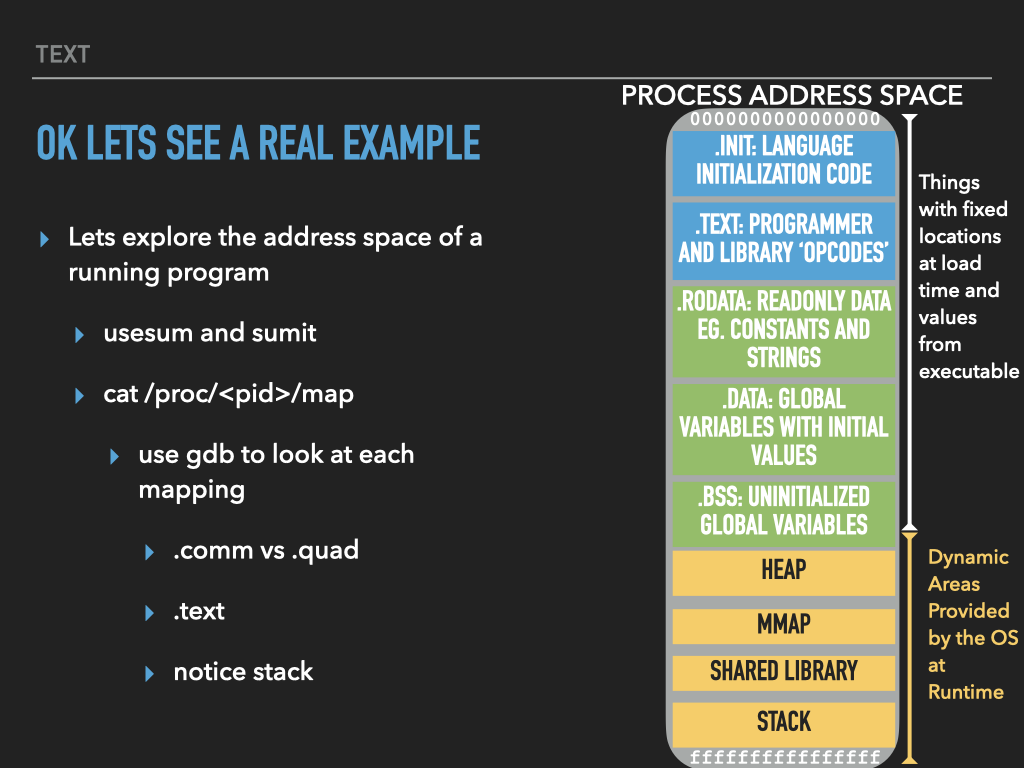 TEXT
OK LETS SEE A REAL EXAMPLE
Lets explore the address space of a
running program
usesum and sumit
cat /proc/<pid>/map
use gdb to look at each
mapping
.comm vs .quad
.text
notice stack
PROCESS ADDRESS SPACE
0000000000000000
.INIT: LANGUAGE
INITIALIZATION CODE
.TEXT: PROGRAMMER
AND LIBRARY ‘OPCODES’
.RODATA: READONLY DATA
EG. CONSTANTS AND
STRINGS
.DATA: GLOBAL
VARIABLES WITH INITIAL
VALUES
.BSS: UNINITIALIZED
GLOBAL VARIABLES
HEAP
MMAP
SHARED LIBRARY
STACK
ffffffffffffffff
Things
with fixed
locations
at load
time and
values
from
executable
Dynamic
Areas
Provided
by the OS
at
Runtime